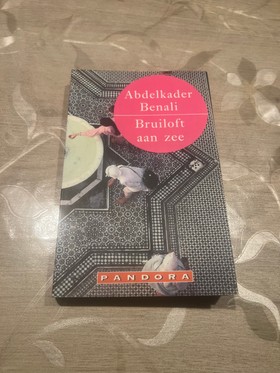 Abdelkader
Benali
Bruiloft
aan zee
PANDORA